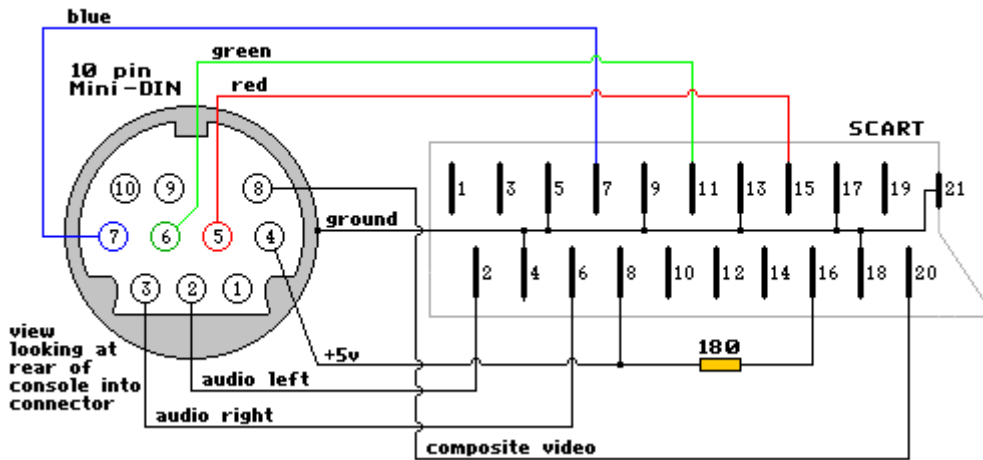 blue
green
10 pin
Mini-DIN
red
SCART
10 9 8
1 3 5 7 9 11 13 15 17 19 21
ground
7 6 5 4
2 4 6 8 10 12 14 16 18 20
3 2 1
view
looking at
rear of
console into
connector
+5v
180
audio left
audio right
composite video